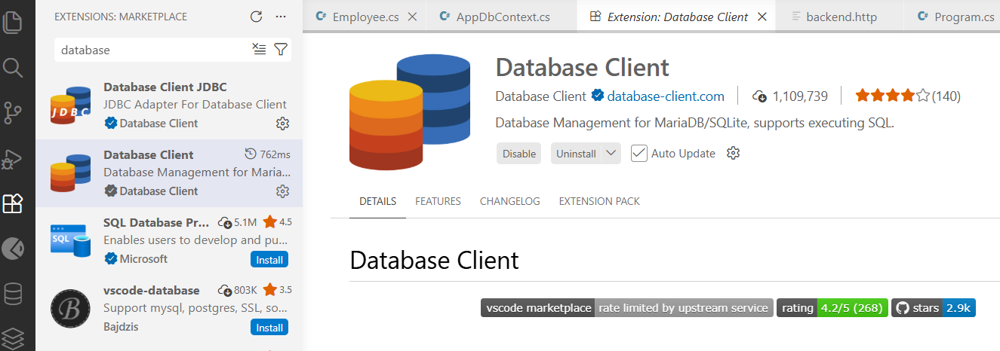 EXTENSIONS: MARKETPLACE
database
Database Client JDBC
JDBC Adapter For Database Client
Database Client
Database Client 762ms
Database Management for Maria...
Database Client
SQL Database Pr... 5.1M 4.5
Enables users to develop and pu...
Microsoft Install
vscode-database 803K 3.5
Support mysql, postgres, SSL, so...
Bajdzis Install
JDBC
SQL
B
C# Employee.cs C# AppDbContext.cs Extension: Database Client backend.http C# Program.cs
Database Client
Database Client database-client.com 1,109,739 (140)
Database Management for MariaDB/SQLite, supports executing SQL.
Disable Uninstall Auto Update
DETAILS FEATURES CHANGELOG EXTENSION PACK
Database Client
vscode marketplace rate limited by upstream service rating 4.2/5 (268) stars 2.9k